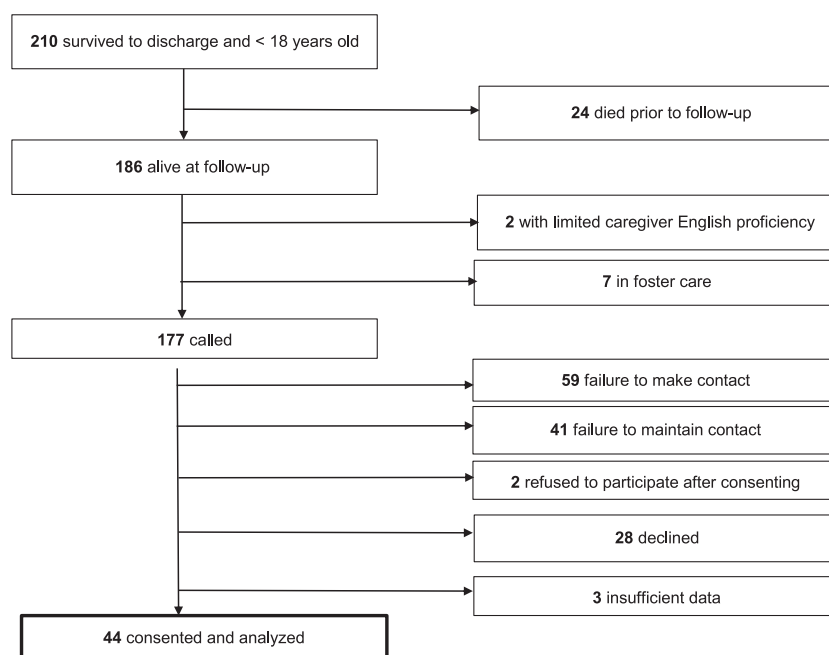 210 survived to discharge and < 18 years old
24 died prior to follow-up
186 alive at follow-up
2 with limited caregiver English proficiency
7 in foster care
177 called
59 failure to make contact
41 failure to maintain contact
2 refused to participate after consenting
28 declined
3 insufficient data
44 consented and analyzed